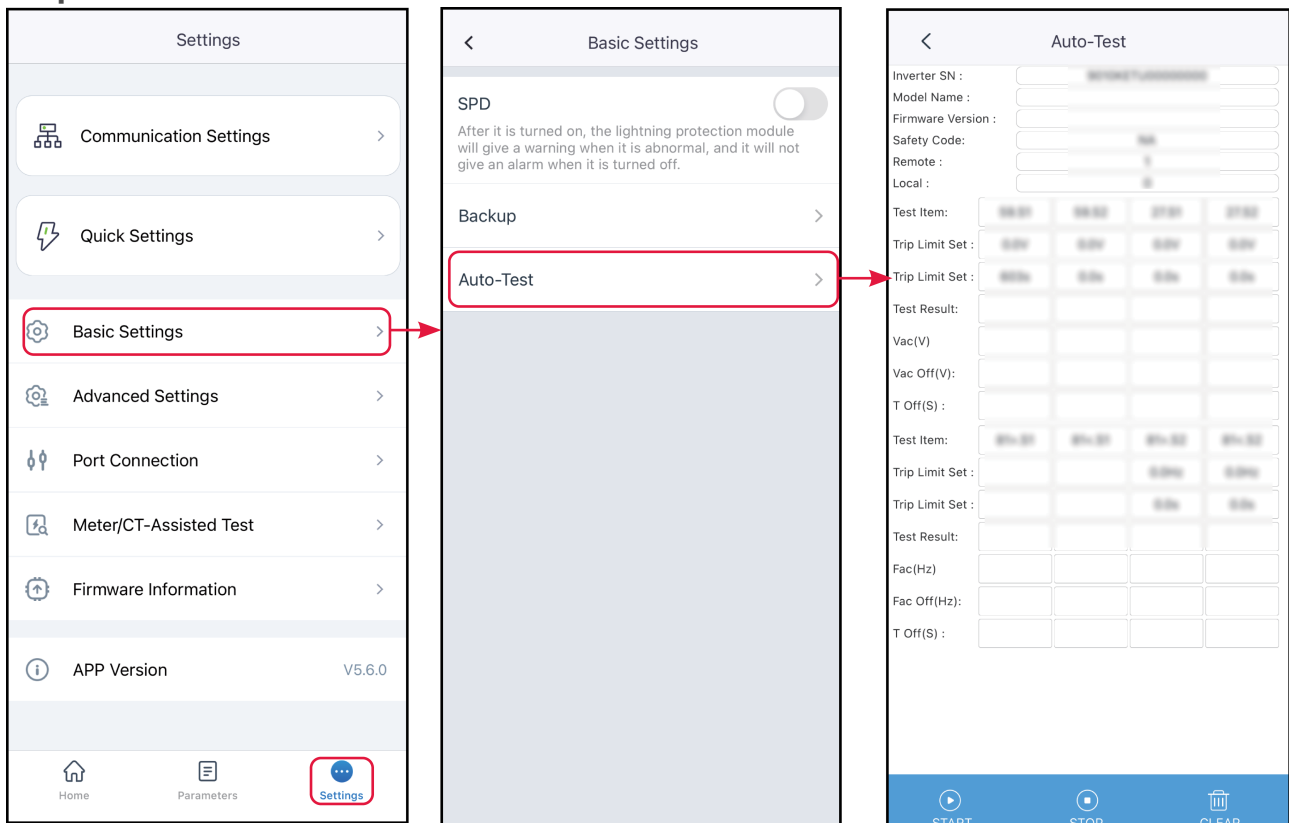 Settings
Communication Settings
Quick Settings
Basic Settings
Advanced Settings
Port Connection
Meter/CT-Assisted Test
Firmware Information
APP Version V5.6.0
Home Parameters Settings
Basic Settings
SPD
After it is turned on, the lightning protection module
will give a warning when it is abnormal, and it will not
give an alarm when it is turned off.
Backup
Auto-Test
Auto-Test
Inverter SN :
Model Name :
Firmware Version :
Safety Code:
Remote :
Local :
Test Item:
Trip Limit Set :
Trip Limit Set :
Test Result:
Vac(V)
Vac Off(V):
T Off(S) :
Test Item:
Trip Limit Set :
Trip Limit Set :
Test Result:
Fac(Hz)
Fac Off(Hz):
T Off(S) :
START STOP CLEAR